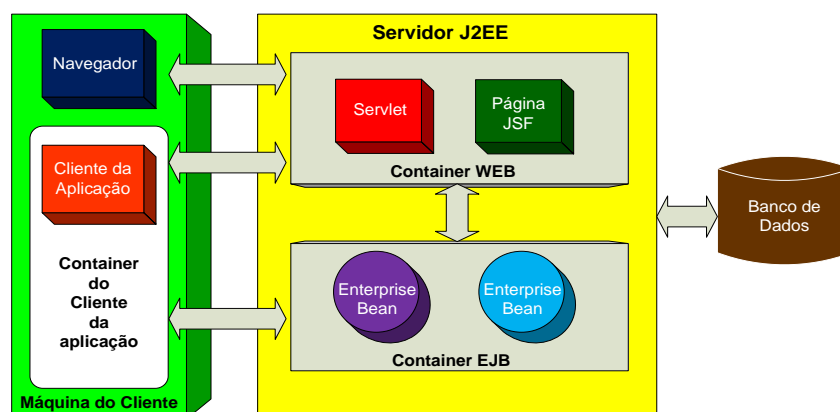 Servidor J2EE
Navegador
Servlet
Página
JSF
Container WEB
Cliente da
Aplicação
Container
do
Cliente
da
aplicação
Máquina do Cliente
Enterprise
Bean
Enterprise
Bean
Container EJB
Banco de
Dados